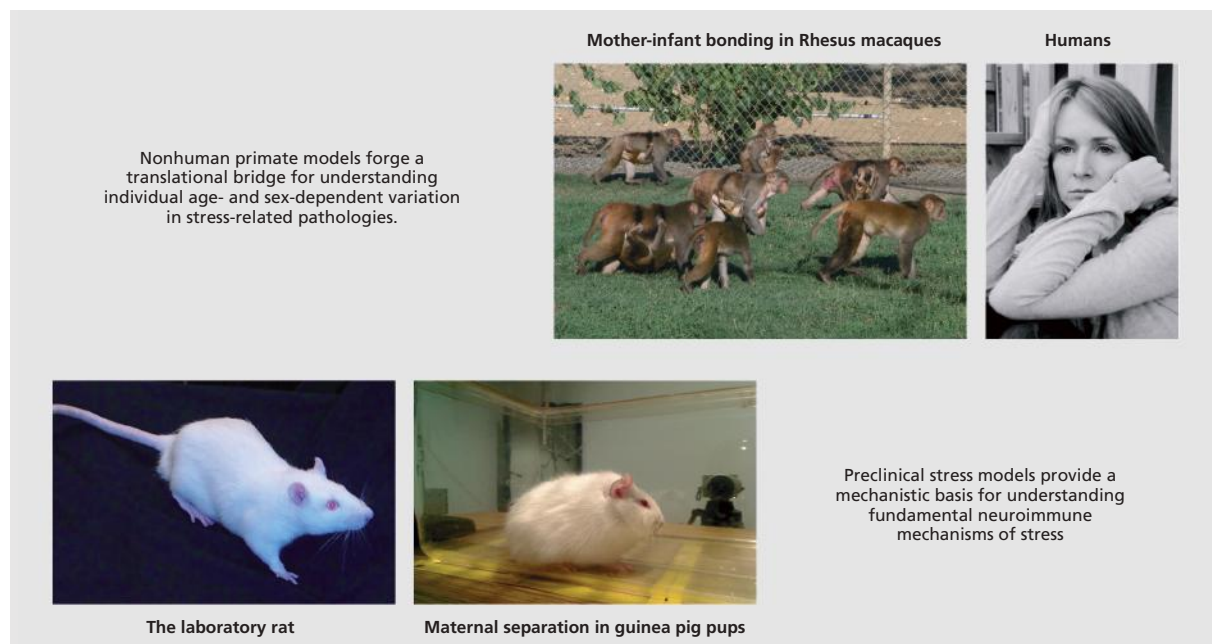 Mother-infant bonding in Rhesus macaques
Humans
Nonhuman primate models forge a
translational bridge for understanding
individual age- and sex-dependent variation
in stress-related pathologies.
Preclinical stress models provide a
mechanistic basis for understanding
fundamental neuroimmune
mechanisms of stress
The laboratory rat
Maternal separation in guinea pig pups